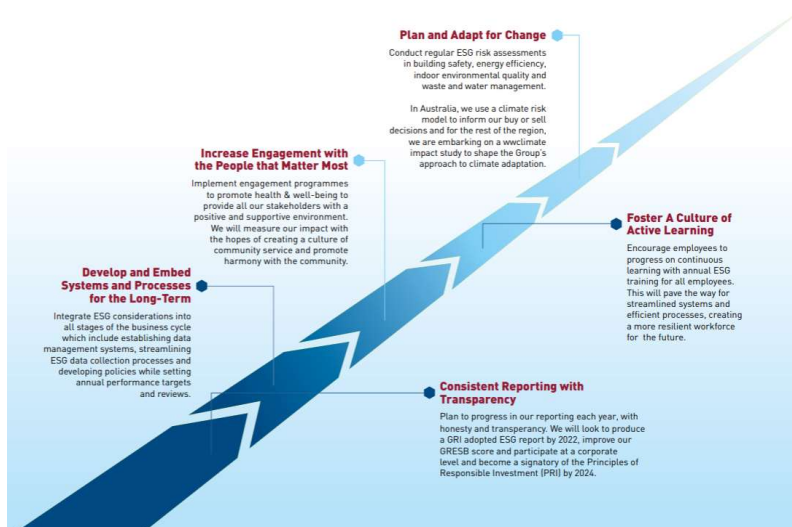 Plan and Adapt for Change
Conduct regular ESG risk assessments
in building safety, energy efficiency,
indoor environmental quality and
waste and water management.
In Australia, we use a climate risk
model to inform our buy or sell
decisions and for the rest of the region,
we are embarking on a wwclimate
impact study to shape the Group's
approach to climate adaptation.
Increase Engagement with
the People that Matter Most
Implement engagement programmes
to promote health & well-being to
provide all our stakeholders with a
positive and supportive environment.
We will measure our impact with
the hopes of creating a culture of
community service and promote
harmony with the community.
Foster A Culture of
Active Learning
Encourage employees to
progress on continuous
learning with annual ESG
training for all employees.
This will pave the way for
streamlined systems and
efficient processes, creating
a more resilient workforce
for the future.
Develop and Embed
Systems and Processes
for the Long-Term
Integrate ESG considerations into
all stages of the business cycle
which include establishing data
management systems, streamlining
ESG data collection processes and
developing policies while setting
annual performance targets
and reviews.
Consistent Reporting with
Transparency
Plan to progress in our reporting each year, with
honesty and transperancy. We will look to produce
a GRI adopted ESG report by 2022, improve our
GRESB score and participate at a corporate
level and become a signatory of the Principles of
Responsible Investment (PRI) by 2024.